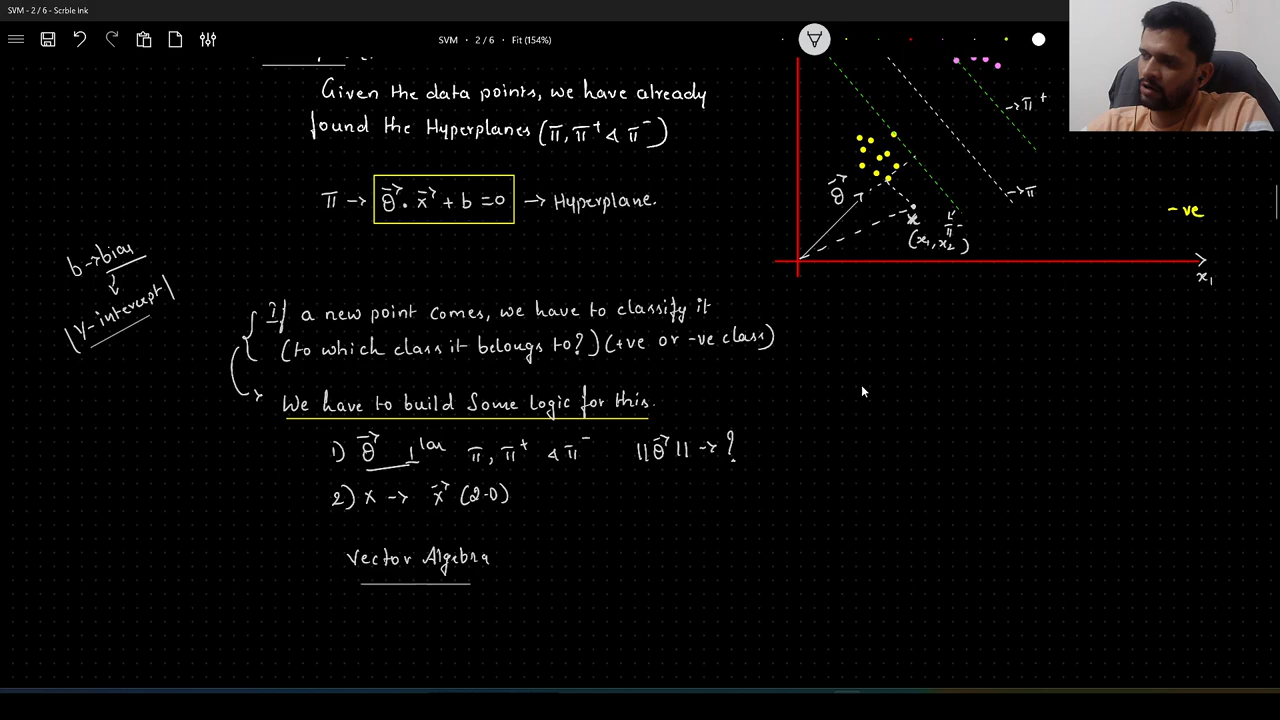 SVM - 2 / 6 - Scrble Ink
SVM • 2 / 6 • Fit (154%)
Given the data points, we have already
found the Hyperplanes (π, π⁺ & π⁻)
π → θ⃗ . x⃗ + b = 0 → Hyperplane.
b → bias
|Y-intercept|
If a new point comes, we have to classify it
(to which class it belongs to?) (+ve or -ve class)
We have to build Some logic for this.
1) θ⃗ ⊥lar π, π⁺ & π⁻ ||θ⃗|| → ?
2) x → x⃗ (2-D)
Vector Algebra
→ π⁺
→ π
θ⃗
π⁻
x
(x₁, x₂)
-ve
x₁